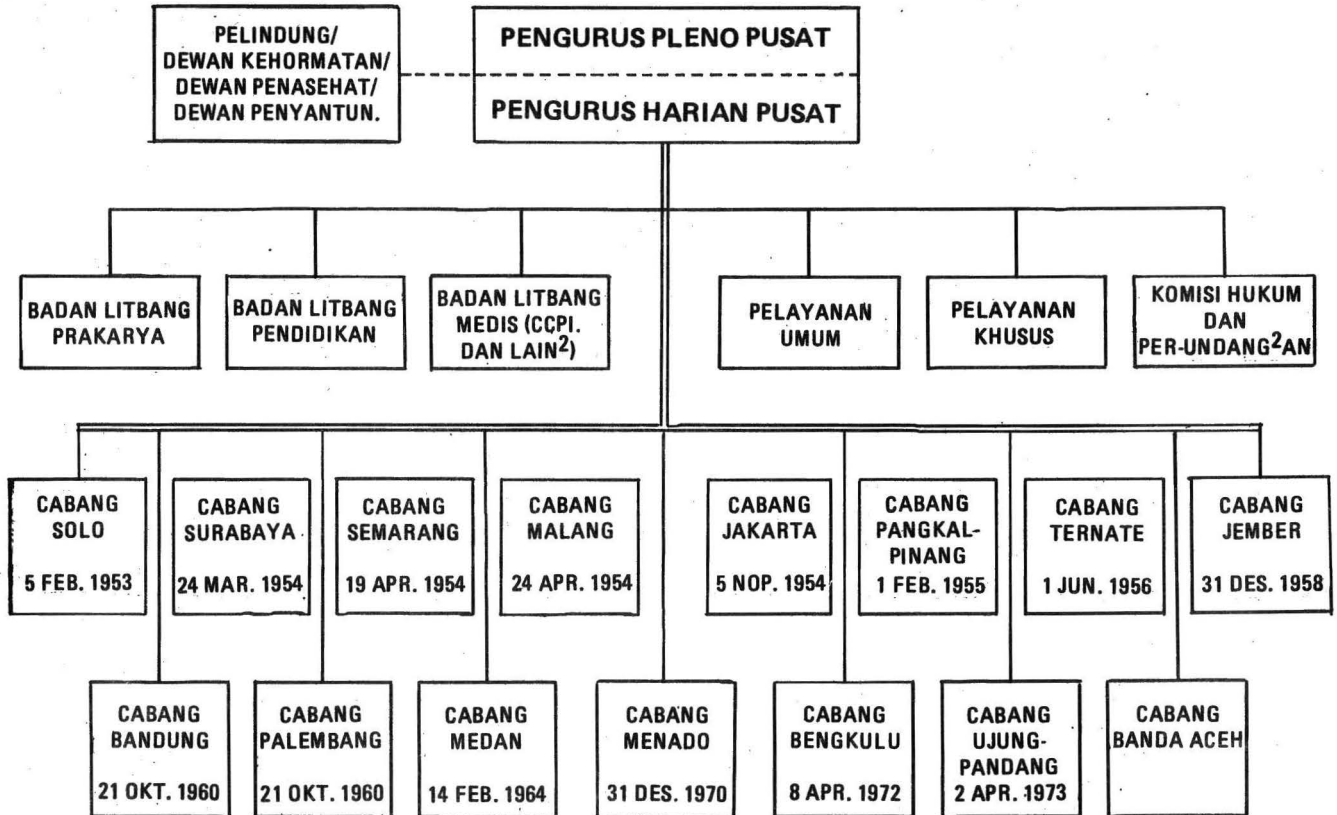 PELINDUNG/
DEWAN KEHORMATAN/
DEWAN PENASEHAT/
DEWAN PENYANTUN.
PENGURUS PLENO PUSAT
PENGURUS HARIAN PUSAT
BADAN LITBANG
PRAKARYA
BADAN LITBANG
PENDIDIKAN
BADAN LITBANG
MEDIS (CCPI.
DAN LAIN²)
PELAYANAN
UMUM
PELAYANAN
KHUSUS
KOMISI HUKUM
DAN
PER-UNDANG²AN
CABANG
SOLO
5 FEB. 1953
CABANG
SURABAYA
24 MAR. 1954
CABANG
SEMARANG
19 APR. 1954
CABANG
MALANG
24 APR. 1954
CABANG
JAKARTA
5 NOP. 1954
CABANG
PANGKAL-
PINANG
1 FEB. 1955
CABANG
TERNATE
1 JUN. 1956
CABANG
JEMBER
31 DES. 1958
CABANG
BANDUNG
21 OKT. 1960
CABANG
PALEMBANG
21 OKT. 1960
CABANG
MEDAN
14 FEB. 1964
CABANG
MENADO
31 DES. 1970
CABANG
BENGKULU
8 APR. 1972
CABANG
UJUNG-
PANDANG
2 APR. 1973
CABANG
BANDA ACEH